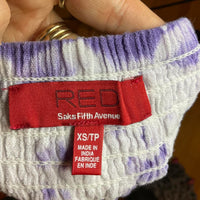 RED
Saks Fifth Avenue
XS/TP
MADE IN
INDIA
FABRIQUÉ
EN INDE